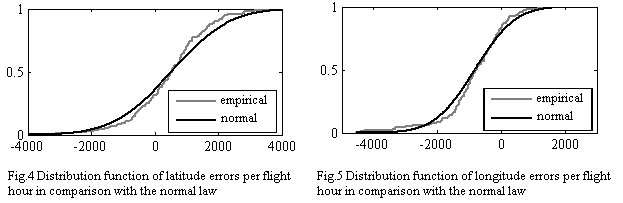 1
0.5
0
-4000
-2000
0
2000
4000
empirical
normal
Fig.4 Distribution function of latitude errors per flight
hour in comparison with the normal law
1
0.5
0
-4000
-2000
0
2000
empirical
normal
Fig.5 Distribution function of longitude errors per flight
hour in comparison with the normal law